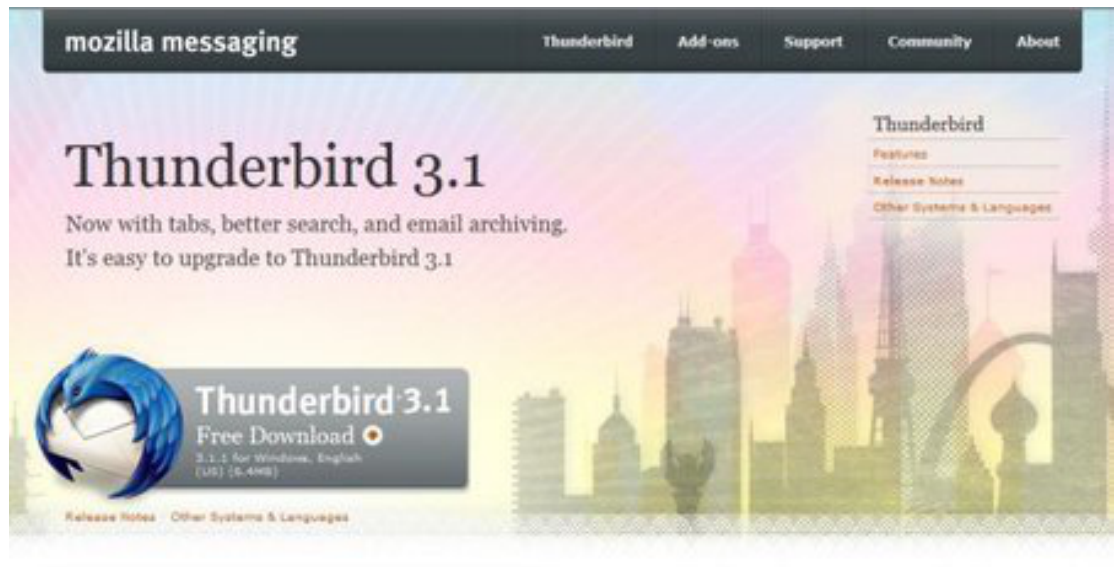 mozilla messaging
Thunderbird Add-ons Support Community About
Thunderbird
Features
Release Notes
Other Systems & Languages
Thunderbird 3.1
Now with tabs, better search, and email archiving.
It's easy to upgrade to Thunderbird 3.1
Thunderbird 3.1
Free Download
3.1.1 for Windows, English
(US) (6.4MB)
Release Notes Other Systems & Languages